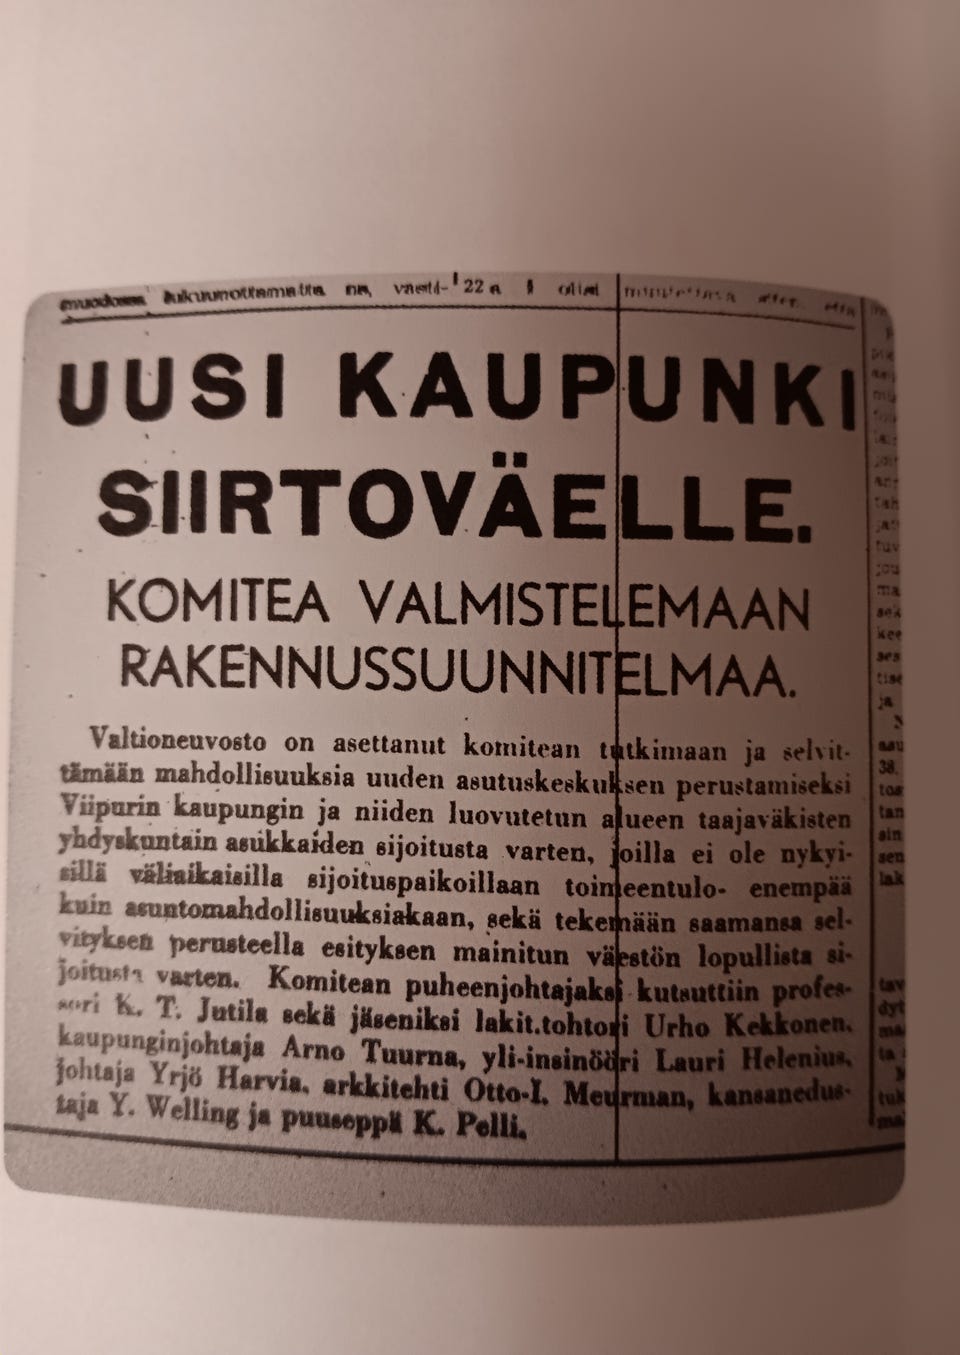 22
UUSI KAUPUNKI
SIIRTOVÄELLE.
KOMITEA VALMISTELEMAAN
RAKENNUSSUUNNITELMAA.
Valtioneuvosto on asettanut komitean tutkimaan ja selvit-
tämään mahdollisuuksia uuden asutuskeskuksen perustamiseksi
Viipurin kaupungin ja niiden luovutetun alueen taajaväkisten
yhdyskuntain asukkaiden sijoitusta varten, joilla ei ole nykyi-
sillä väliaikaisilla sijoituspaikoillaan toimeentulo- enempää
kuin asuntomahdollisuuksiakaan, sekä tekemään saamansa sel-
vityksen perusteella esityksen mainitun väestön lopullista si-
joitusta varten. Komitean puheenjohtajaksi kutsuttiin profes-
sori K. T. Jutila sekä jäseniksi lakit.tohtori Urho Kekkonen,
kaupunginjohtaja Arno Tuurna, yli-insinööri Lauri Helenius,
johtaja Yrjö Harvia, arkkitehti Otto-I. Meurman, kansanedus-
taja Y. Welling ja puuseppä K. Pelli.